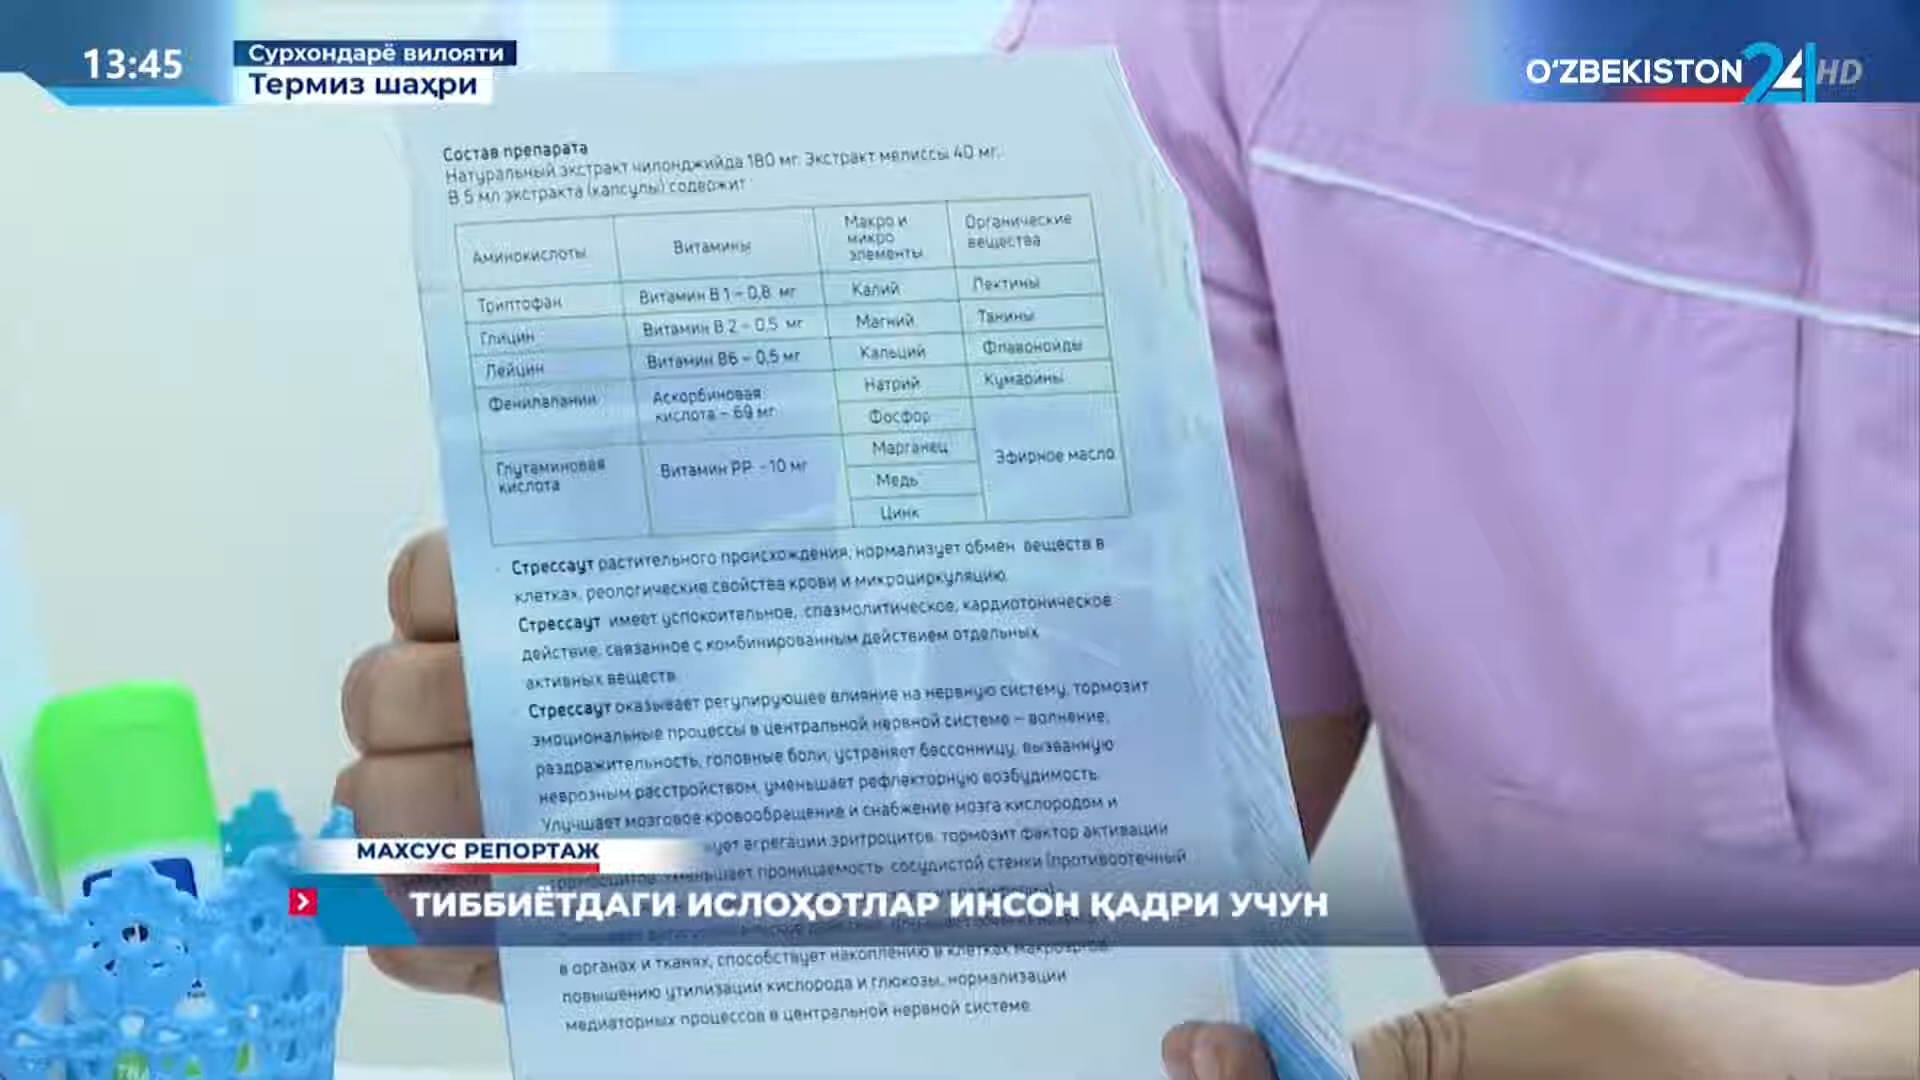 13:45
Сурхондарё вилояти
Термиз шаҳри
O‘ZBEKISTON 24 HD
Состав препарата
Натуральный экстракт чилонджийда 180 мг. Экстракт мелиссы 40 мг.
В 5 мл экстракта (капсулы) содержит
Аминокислоты Витамины Макро и микро элементы Органические вещества
Триптофан Витамин В 1 – 0,8 мг Калий Пектины
Глицин Витамин В 2 – 0,5 мг Магний Танины
Лейцин Витамин В6 – 0,5 мг Кальций Флавоноиды
Фенилаланин Аскорбиновая кислота – 69 мг Натрий Кумарины
Фосфор
Глутаминовая кислота Витамин РР - 10 мг Марганец Эфирное масло
Медь
Цинк
Стрессаут растительного происхождения, нормализует обмен веществ в
клетках, реологические свойства крови и микроциркуляцию.
Стрессаут имеет успокоительное, спазмолитическое, кардиотоническое
действие, связанное с комбинированным действием отдельных
активных веществ
Стрессаут оказывает регулирующее влияние на нервную систему, тормозит
эмоциональные процессы в центральной нервной системе – волнение,
раздражительность, головные боли, устраняет бессонницу, вызванную
неврозным расстройством, уменьшает рефлекторную возбудимость.
Улучшает мозговое кровообращение и снабжение мозга кислородом и
агрегации эритроцитов, тормозит фактор активации
проницаемость сосудистой стенки (противоотечный
МАХСУС РЕПОРТАЖ
ТИББИЁТДАГИ ИСЛОҲОТЛАР ИНСОН ҚАДРИ УЧУН
в органах и тканях, способствует накоплению в клетках макроэргов
повышению утилизации кислорода и глюкозы, нормализации
медиаторных процессов в центральной нервной системе